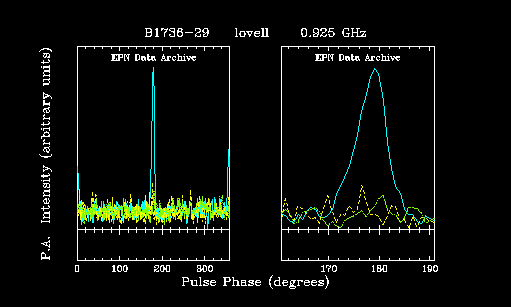 B1736-29 lovell 0.925 GHz
EPN Data Archive EPN Data Archive
P.A. Intensity (arbitrary units)
0 100 200 300 170 180 190
Pulse Phase (degrees)